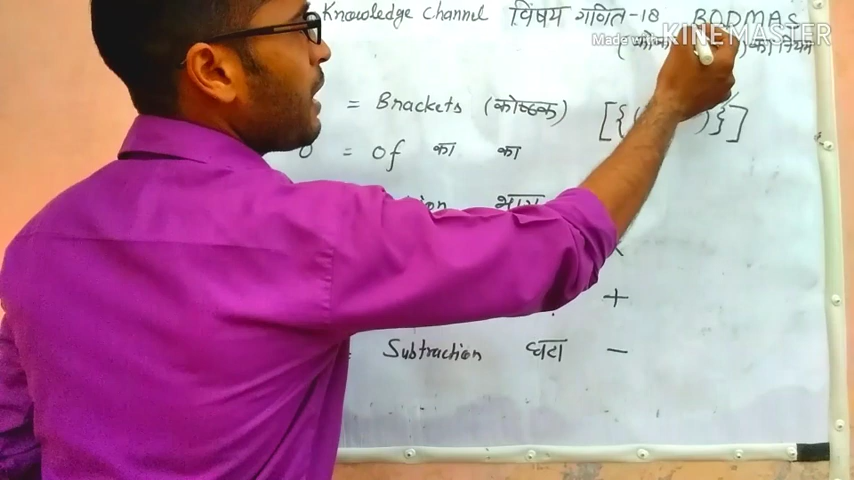 Knowledge Channel विषय गणित-18 BODMAS
Made with KINEMASTER
का नियम
= Brackets (कोष्ठक) [{( )}]
O = of का का
भाग
+
Subtraction घटा -